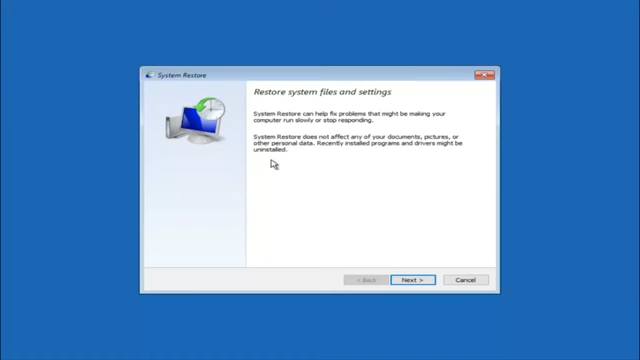 System Restore
Restore system files and settings
System Restore can help fix problems that might be making your
computer run slowly or stop responding.
System Restore does not affect any of your documents, pictures, or
other personal data. Recently installed programs and drivers might be
uninstalled.
< Back
Next >
Cancel